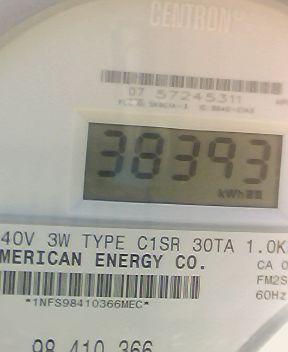 CENTRON
07 57245311
38393
kWh
40V 3W TYPE C1SR 30TA 1.0K
MERICAN ENERGY CO.
CA 0
FM2S
60Hz
*1NFS98410366MEC*
98 410 366